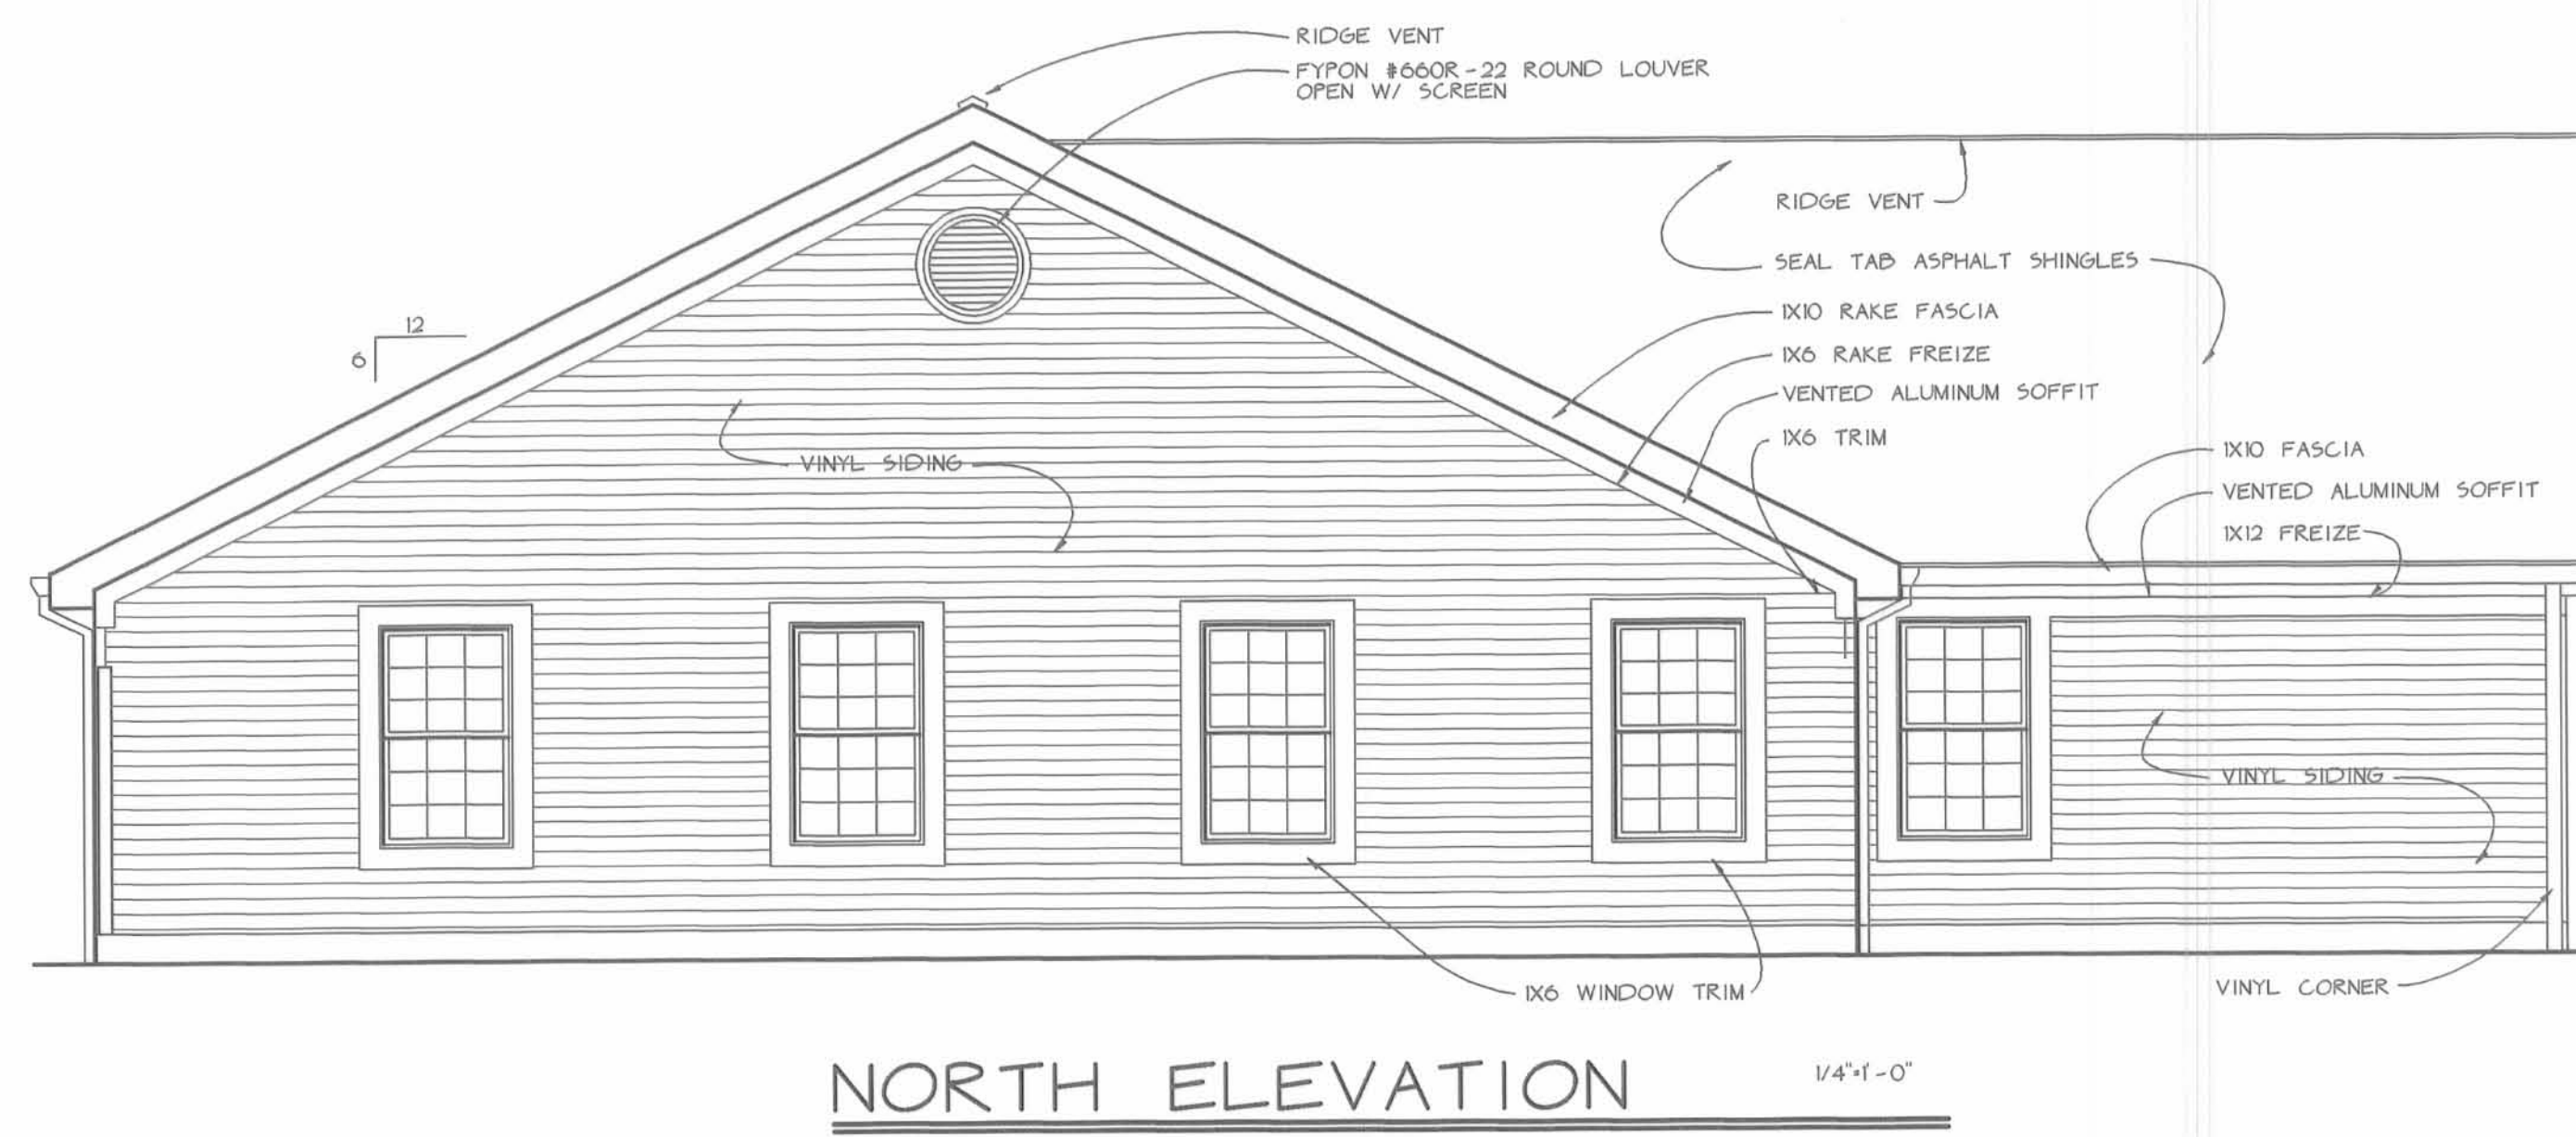 RIDGE VENT
FYPON #660R-22 ROUND LOUVER
OPEN W/ SCREEN
RIDGE VENT
SEAL TAB ASPHALT SHINGLES
12
6
1X10 RAKE FASCIA
1X6 RAKE FREIZE
VENTED ALUMINUM SOFFIT
1X6 TRIM
VINYL SIDING
1X10 FASCIA
VENTED ALUMINUM SOFFIT
1X12 FREIZE
VINYL SIDING
1X6 WINDOW TRIM
VINYL CORNER
NORTH ELEVATION
1/4"=1'-0"